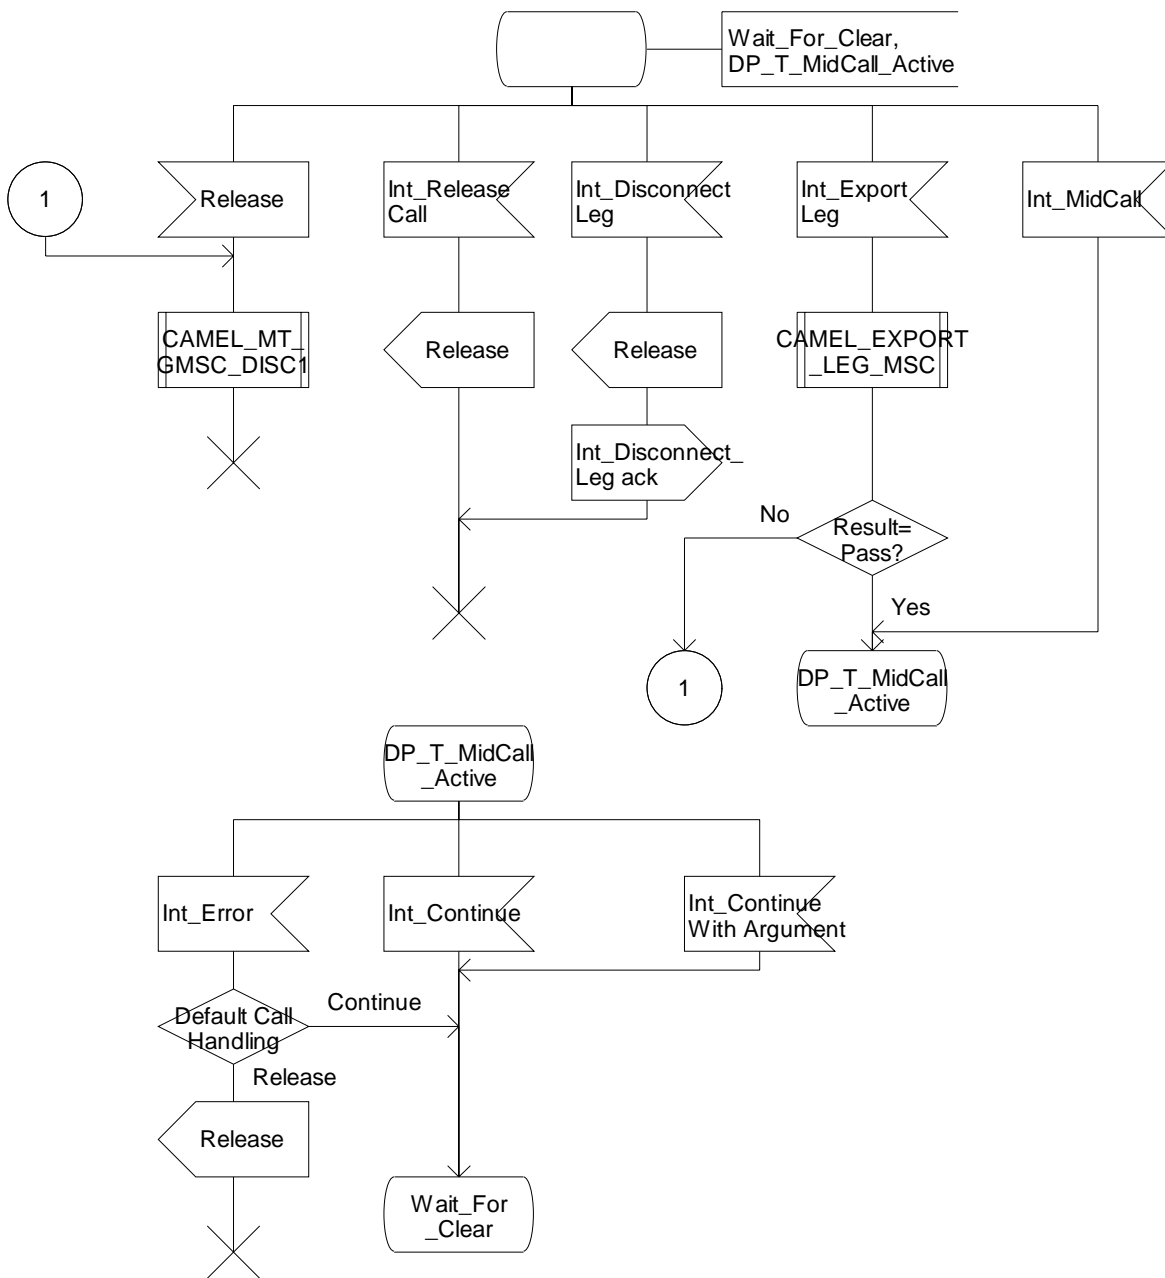 Wait_For_Clear,
DP_T_MidCall_Active
1
Release
Int_Release
Call
Int_Disconnect
Leg
Int_Export
Leg
Int_MidCall
CAMEL_MT_
GMSC_DISC1
Release
Release
CAMEL_EXPORT
_LEG_MSC
Int_Disconnect_
Leg ack
No
Result=
Pass?
Yes
1
DP_T_MidCall
_Active
DP_T_MidCall
_Active
Int_Error
Int_Continue
Int_Continue
With Argument
Default Call
Handling
Continue
Release
Release
Wait_For
_Clear